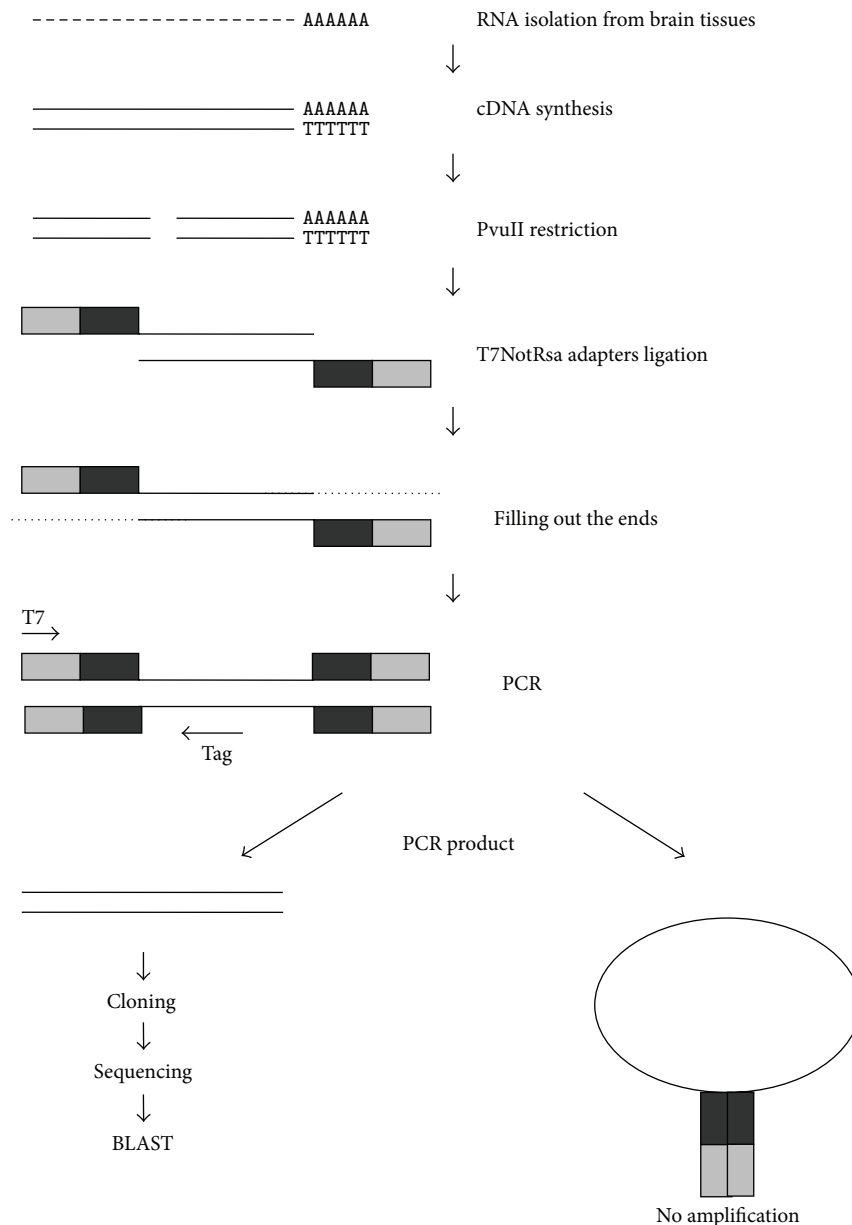 AAAAAA RNA isolation from brain tissues
AAAAAA
TTTTTT
cDNA synthesis
AAAAAA
TTTTTT
PvuII restriction
T7NotRsa adapters ligation
Filling out the ends
T7
PCR
Tag
PCR product
Cloning
Sequencing
BLAST
No amplification